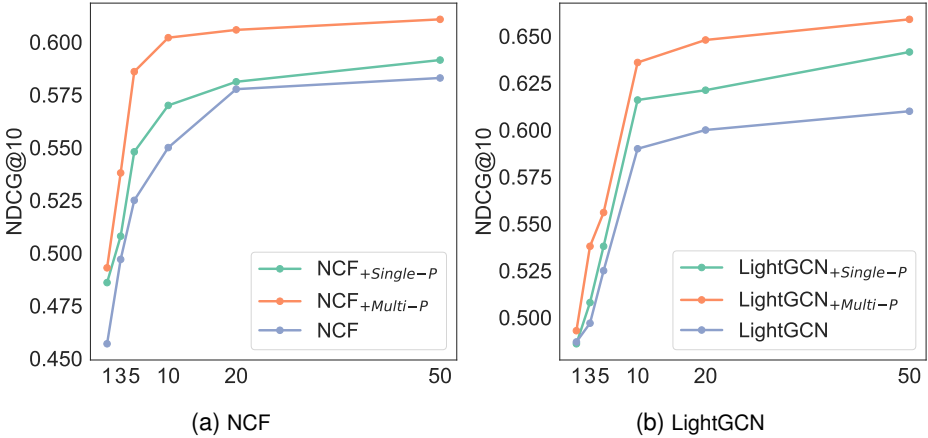 NDCG@10
0.600
0.575
0.550
0.525
0.500
0.475
0.450
1 3 5 10 20 50
NCF+Single−P
NCF+Multi−P
NCF
(a) NCF
NDCG@10
0.650
0.625
0.600
0.575
0.550
0.525
0.500
1 3 5 10 20 50
LightGCN+Single−P
LightGCN+Multi−P
LightGCN
(b) LightGCN